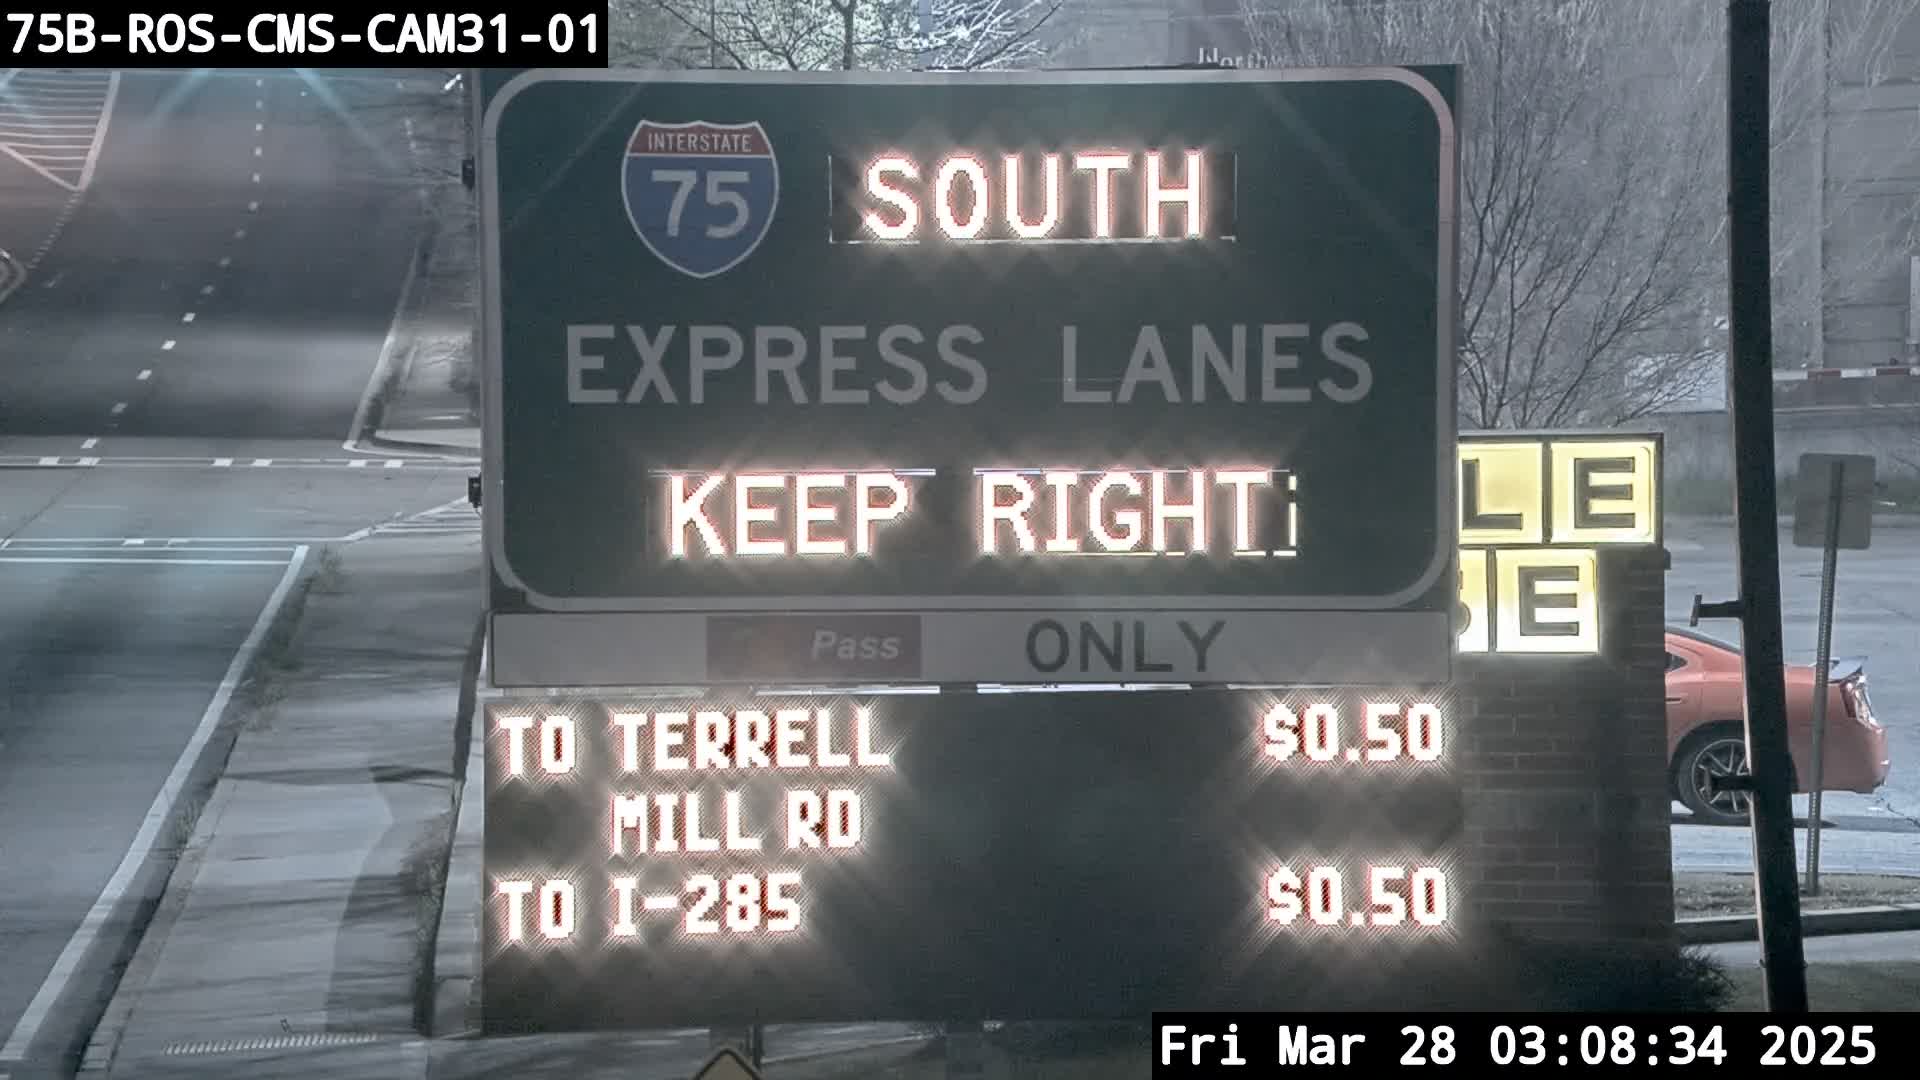 75B-ROS-CMS-CAM31-01
INTERSTATE
75
SOUTH
EXPRESS LANES
KEEP RIGHT
Pass ONLY
LE
E
TO TERRELL $0.50
MILL RD
TO I-285 $0.50
Fri Mar 28 03:08:34 2025